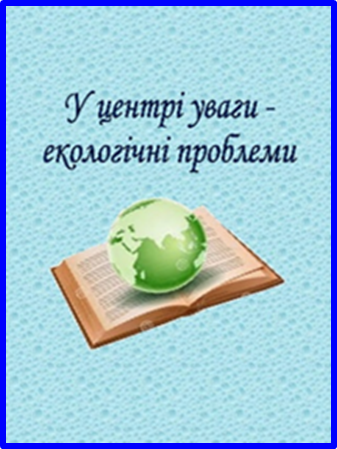 У центрі уваги -
екологічні проблеми